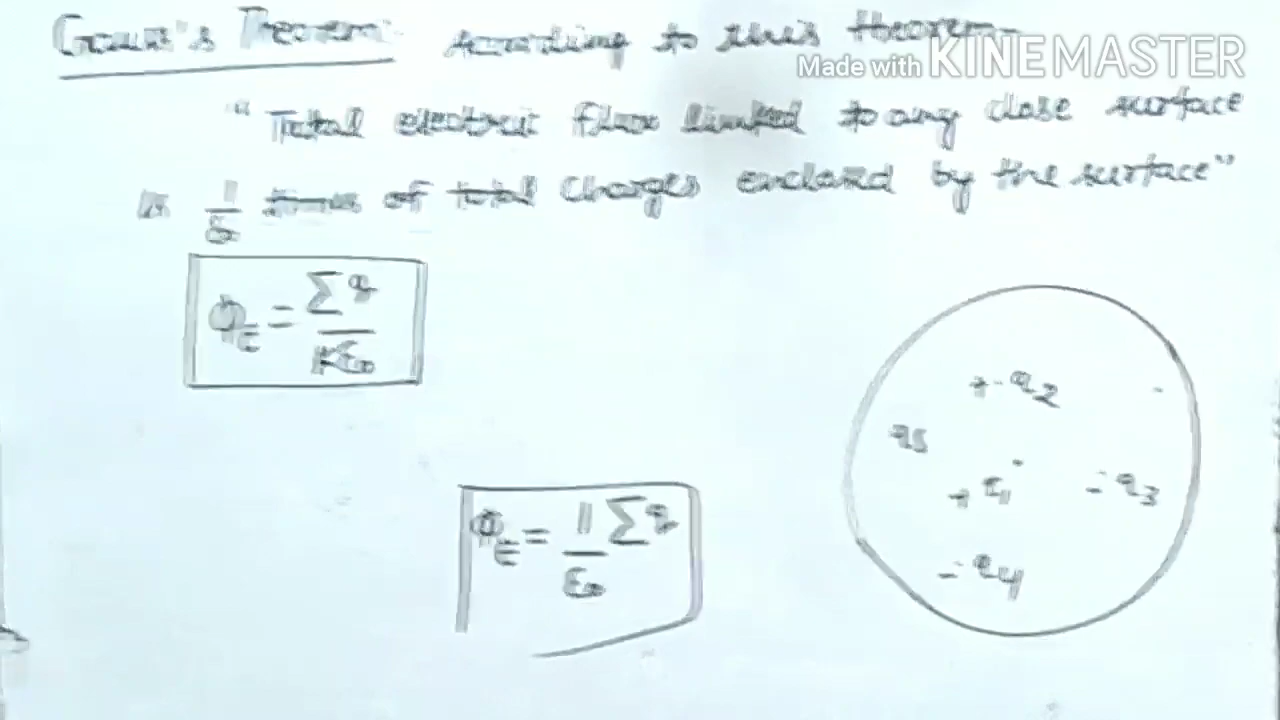 Gauss's Theorem: According to this theorem
Made with KINEMASTER
"Total electric flux linked to any close surface
is 1/ε₀ times of total charges enclosed by the surface"
Φ_E = Σq / Kε₀
+ q2
q5
+ q1
- q3
- q4
Φ_E = 1/ε₀ Σq